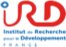 IRD
Institut de Recherche
pour le Développement
FRANCE